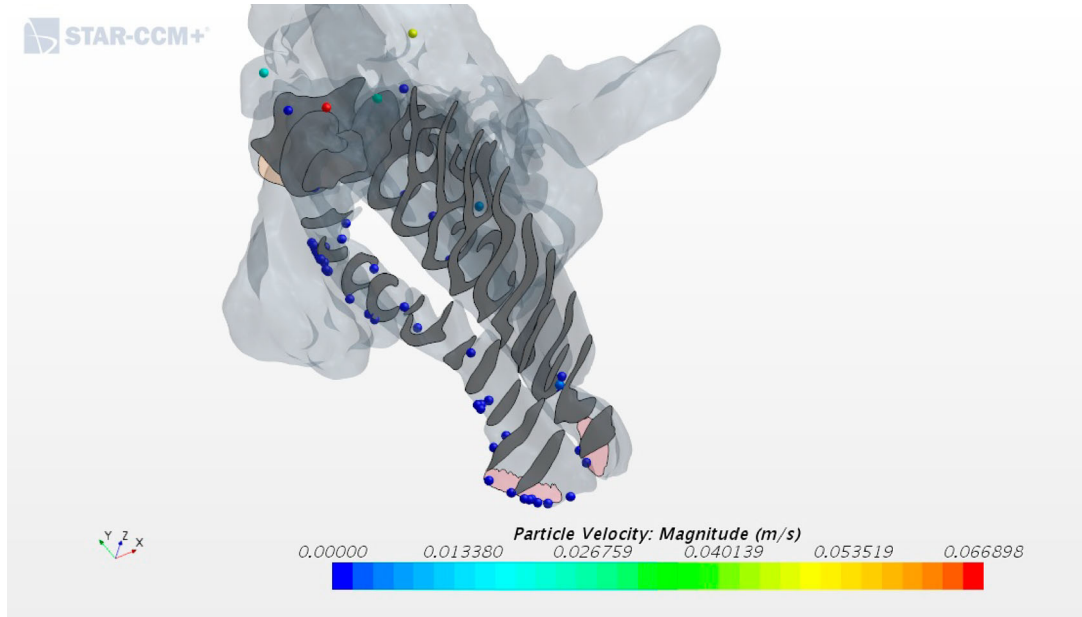 STAR-CCM+
Y Z X
Particle Velocity: Magnitude (m/s)
0.00000 0.013380 0.026759 0.040139 0.053519 0.066898